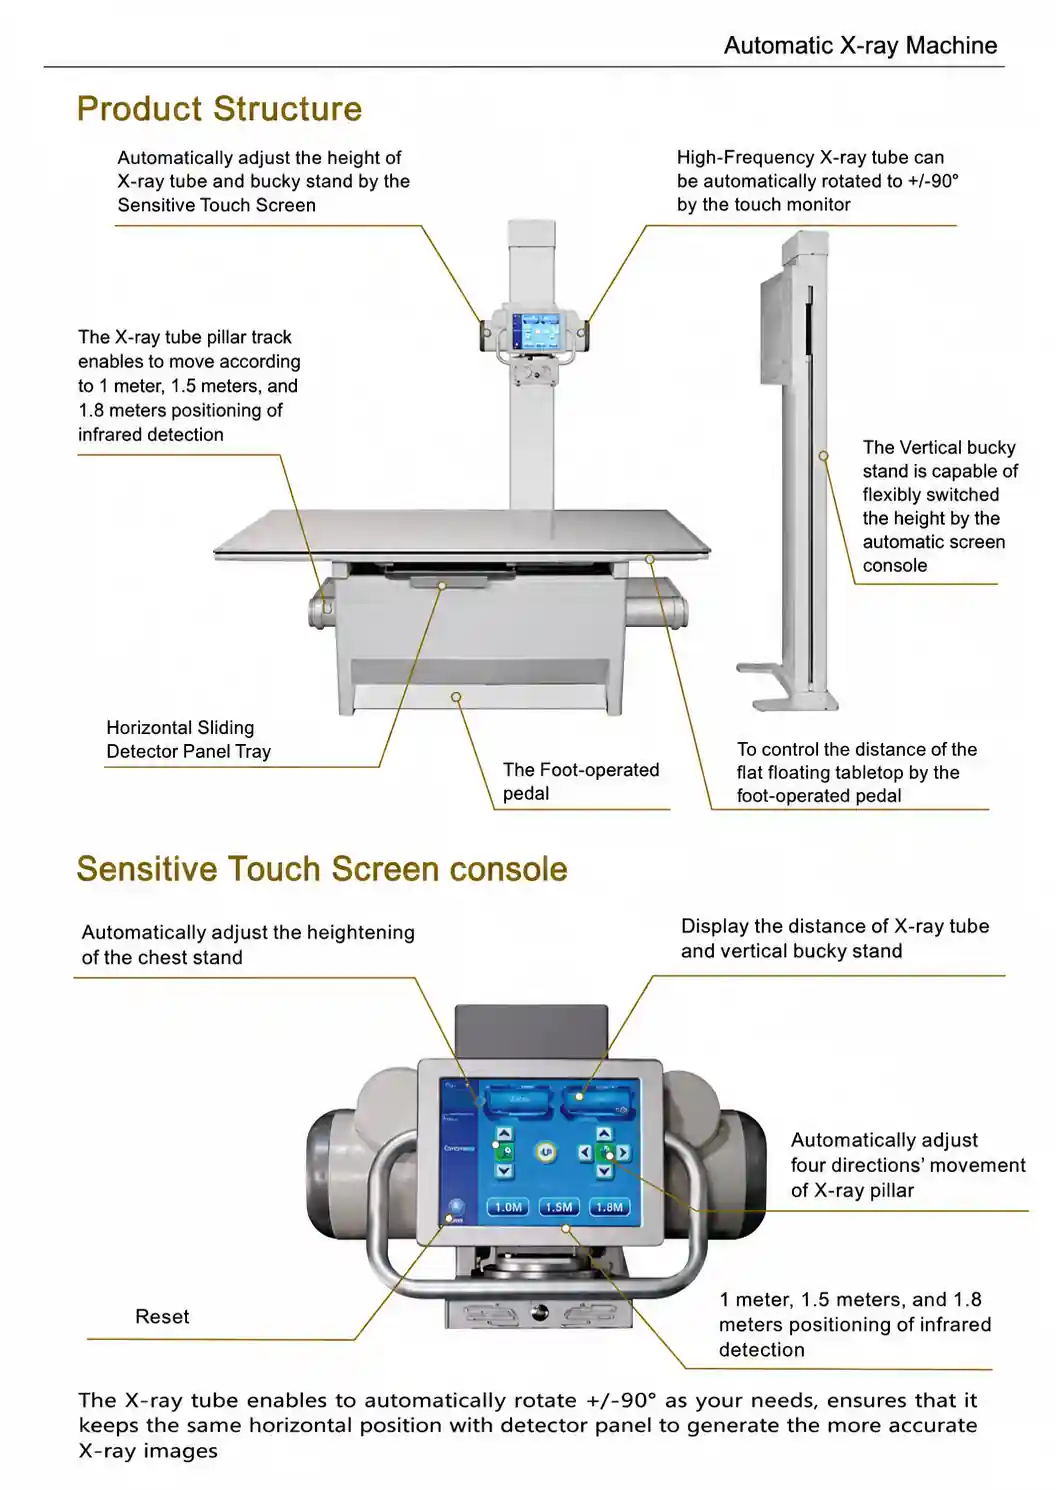 Automatic X-ray Machine
Product Structure
Automatically adjust the height of
X-ray tube and bucky stand by the
Sensitive Touch Screen
High-Frequency X-ray tube can
be automatically rotated to +/-90°
by the touch monitor
The X-ray tube pillar track
enables to move according
to 1 meter, 1.5 meters, and
1.8 meters positioning of
infrared detection
The Vertical bucky
stand is capable of
flexibly switched
the height by the
automatic screen
console
Horizontal Sliding
Detector Panel Tray
The Foot-operated
pedal
To control the distance of the
flat floating tabletop by the
foot-operated pedal
Sensitive Touch Screen console
Automatically adjust the heightening
of the chest stand
Display the distance of X-ray tube
and vertical bucky stand
Automatically adjust
four directions' movement
of X-ray pillar
1.0M 1.5M 1.8M
Reset
1 meter, 1.5 meters, and 1.8
meters positioning of infrared
detection
The X-ray tube enables to automatically rotate +/-90° as your needs, ensures that it
keeps the same horizontal position with detector panel to generate the more accurate
X-ray images